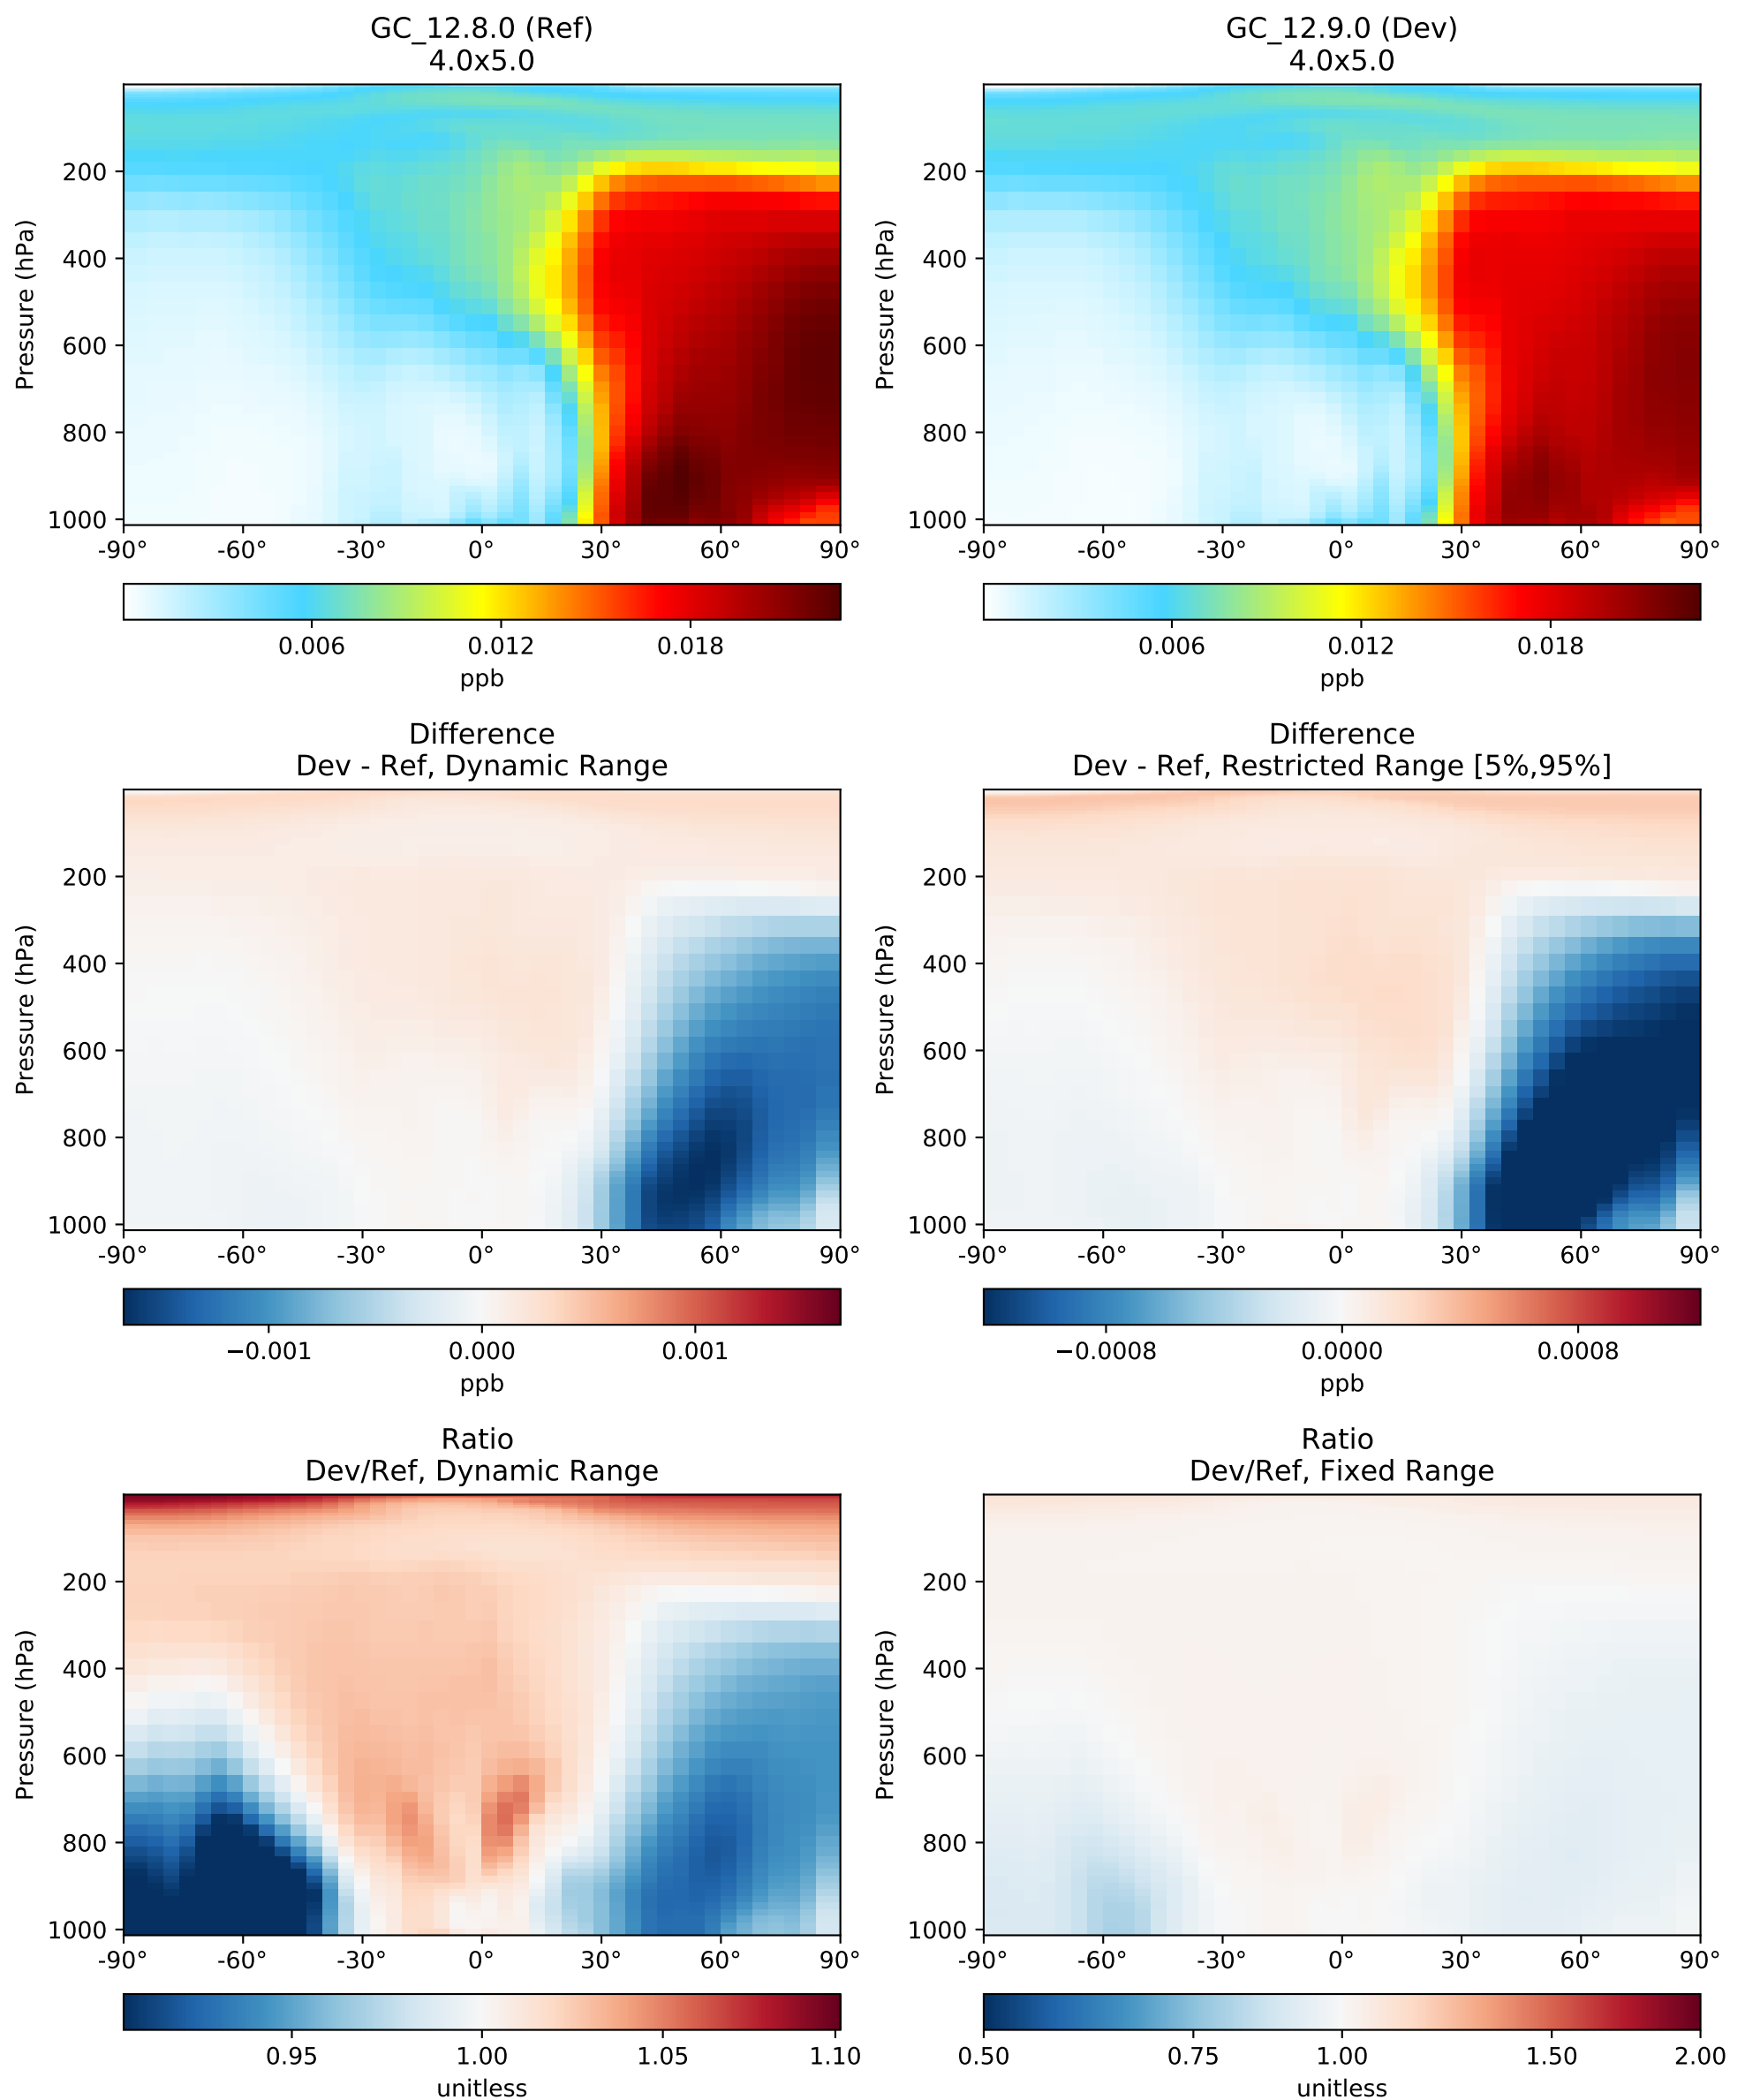 GC_12.8.0 (Ref)
4.0x5.0
Pressure (hPa)
200
400
600
800
1000
-90° -60° -30° 0° 30° 60° 90°
0.006 0.012 0.018
ppb
GC_12.9.0 (Dev)
4.0x5.0
Pressure (hPa)
200
400
600
800
1000
-90° -60° -30° 0° 30° 60° 90°
0.006 0.012 0.018
ppb
Difference
Dev - Ref, Dynamic Range
Pressure (hPa)
200
400
600
800
1000
-90° -60° -30° 0° 30° 60° 90°
−0.001 0.000 0.001
ppb
Difference
Dev - Ref, Restricted Range [5%,95%]
Pressure (hPa)
200
400
600
800
1000
-90° -60° -30° 0° 30° 60° 90°
−0.0008 0.0000 0.0008
ppb
Ratio
Dev/Ref, Dynamic Range
Pressure (hPa)
200
400
600
800
1000
-90° -60° -30° 0° 30° 60° 90°
0.95 1.00 1.05 1.10
unitless
Ratio
Dev/Ref, Fixed Range
Pressure (hPa)
200
400
600
800
1000
-90° -60° -30° 0° 30° 60° 90°
0.50 0.75 1.00 1.50 2.00
unitless